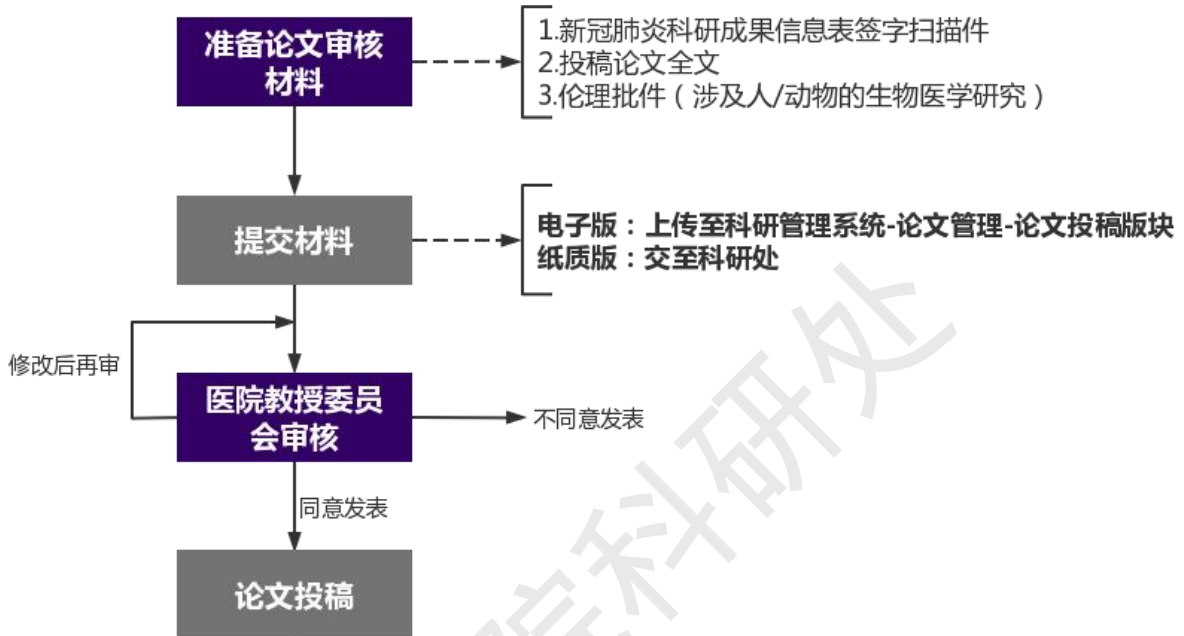 准备论文审核
材料
1.新冠肺炎科研成果信息表签字扫描件
2.投稿论文全文
3.伦理批件（涉及人/动物的生物医学研究）
提交材料
电子版：上传至科研管理系统-论文管理-论文投稿版块
纸质版：交至科研处
修改后再审
医院教授委员
会审核
不同意发表
同意发表
论文投稿
院科研处